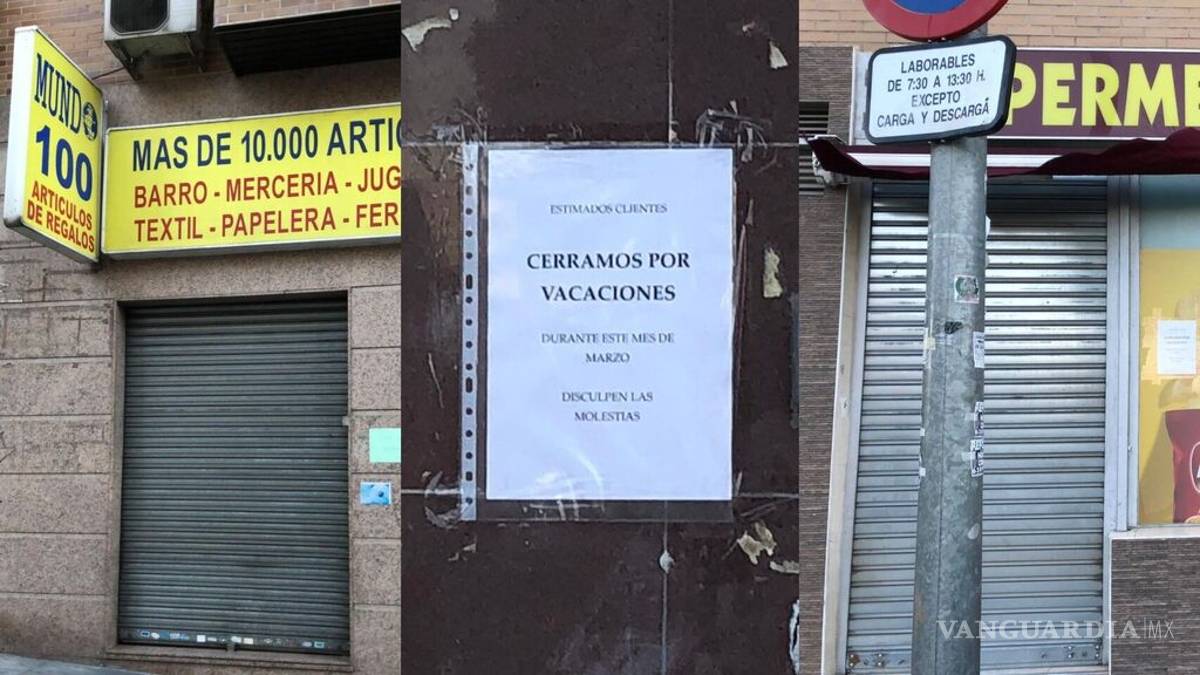 MUNDO
100
ARTICULOS
DE REGALOS
MAS DE 10.000 ARTIC
BARRO - MERCERIA - JUG
TEXTIL - PAPELERA - FER
ESTIMADOS CLIENTES
CERRAMOS POR
VACACIONES
DURANTE ESTE MES DE
MARZO
DISCULPEN LAS
MOLESTIAS
LABORABLES
DE 7:30 A 13:30 H.
EXCEPTO
CARGA Y DESCARGA
PERME
VANGUARDIA|MX